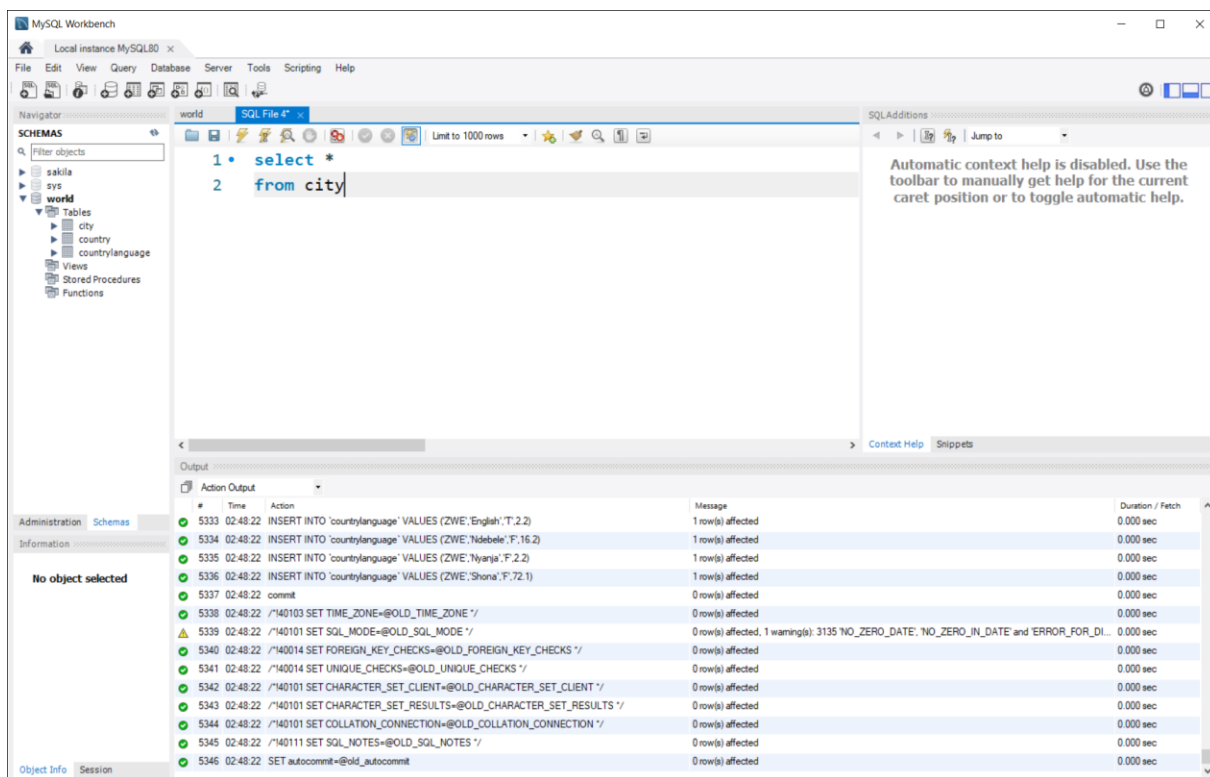 MySQL Workbench
Local instance MySQL80
File Edit View Query Database Server Tools Scripting Help
Navigator
SCHEMAS
Filter objects
sakila
sys
world
Tables
city
country
countrylanguage
Views
Stored Procedures
Functions
Administration Schemas
Information
No object selected
Object Info Session
world SQL File 4*
Limit to 1000 rows
1 select *
2 from city
SQLAdditions
Jump to
Automatic context help is disabled. Use the
toolbar to manually get help for the current
caret position or to toggle automatic help.
Context Help Snippets
Output
Action Output
# Time Action Message Duration / Fetch
5333 02:48:22 INSERT INTO `countrylanguage` VALUES ('ZWE','English','T',2.2) 1 row(s) affected 0.000 sec
5334 02:48:22 INSERT INTO `countrylanguage` VALUES ('ZWE','Ndebele','F',16.2) 1 row(s) affected 0.000 sec
5335 02:48:22 INSERT INTO `countrylanguage` VALUES ('ZWE','Nyanja','F',2.2) 1 row(s) affected 0.000 sec
5336 02:48:22 INSERT INTO `countrylanguage` VALUES ('ZWE','Shona','F',72.1) 1 row(s) affected 0.000 sec
5337 02:48:22 commit 0 row(s) affected 0.000 sec
5338 02:48:22 /*!40103 SET TIME_ZONE=@OLD_TIME_ZONE */ 0 row(s) affected 0.000 sec
5339 02:48:22 /*!40101 SET SQL_MODE=@OLD_SQL_MODE */ 0 row(s) affected, 1 warning(s): 3135 'NO_ZERO_DATE', 'NO_ZERO_IN_DATE' and 'ERROR_FOR_DI... 0.000 sec
5340 02:48:22 /*!40014 SET FOREIGN_KEY_CHECKS=@OLD_FOREIGN_KEY_CHECKS */ 0 row(s) affected 0.000 sec
5341 02:48:22 /*!40014 SET UNIQUE_CHECKS=@OLD_UNIQUE_CHECKS */ 0 row(s) affected 0.000 sec
5342 02:48:22 /*!40101 SET CHARACTER_SET_CLIENT=@OLD_CHARACTER_SET_CLIENT */ 0 row(s) affected 0.000 sec
5343 02:48:22 /*!40101 SET CHARACTER_SET_RESULTS=@OLD_CHARACTER_SET_RESULTS */ 0 row(s) affected 0.000 sec
5344 02:48:22 /*!40101 SET COLLATION_CONNECTION=@OLD_COLLATION_CONNECTION */ 0 row(s) affected 0.000 sec
5345 02:48:22 /*!40111 SET SQL_NOTES=@OLD_SQL_NOTES */ 0 row(s) affected 0.000 sec
5346 02:48:22 SET autocommit=@old_autocommit 0 row(s) affected 0.000 sec